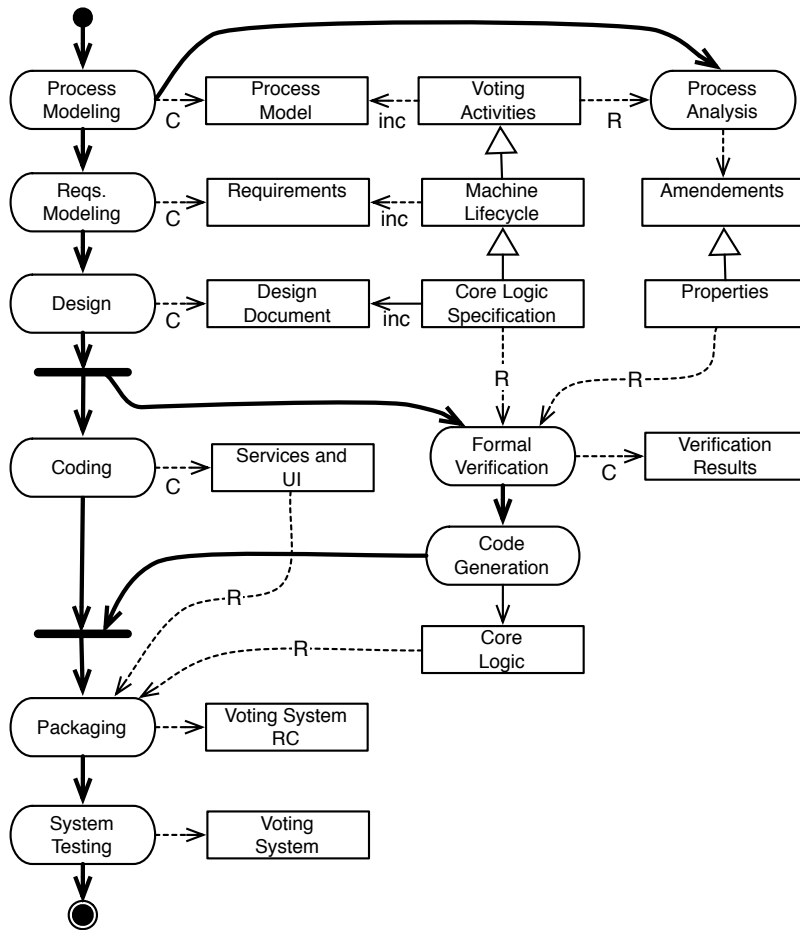 Process
Modeling
C
Process
Model
inc
Voting
Activities
R
Process
Analysis
Reqs.
Modeling
C
Requirements
inc
Machine
Lifecycle
Amendements
Design
C
Design
Document
inc
Core Logic
Specification
Properties
R
R
Coding
C
Services and
UI
Formal
Verification
C
Verification
Results
Code
Generation
R
R
Core
Logic
Packaging
Voting System
RC
System
Testing
Voting
System